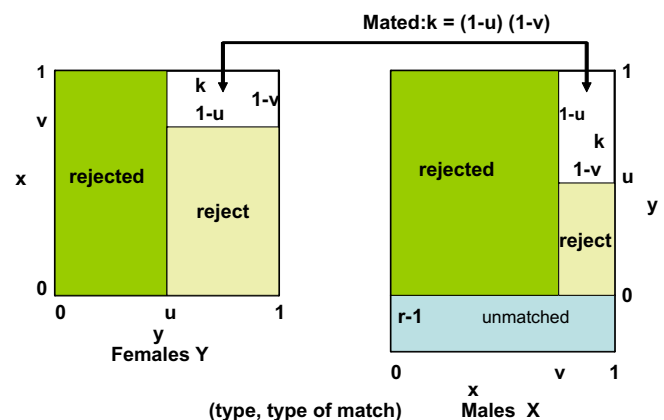 Mated:k = (1-u) (1-v)
1
v
x
0
k
1-v
1-u
rejected
reject
0
u
1
y
Females Y
1
1-u
k
1-v
u
y
rejected
reject
0
r-1
unmatched
0
v
1
x
(type, type of match)
Males X